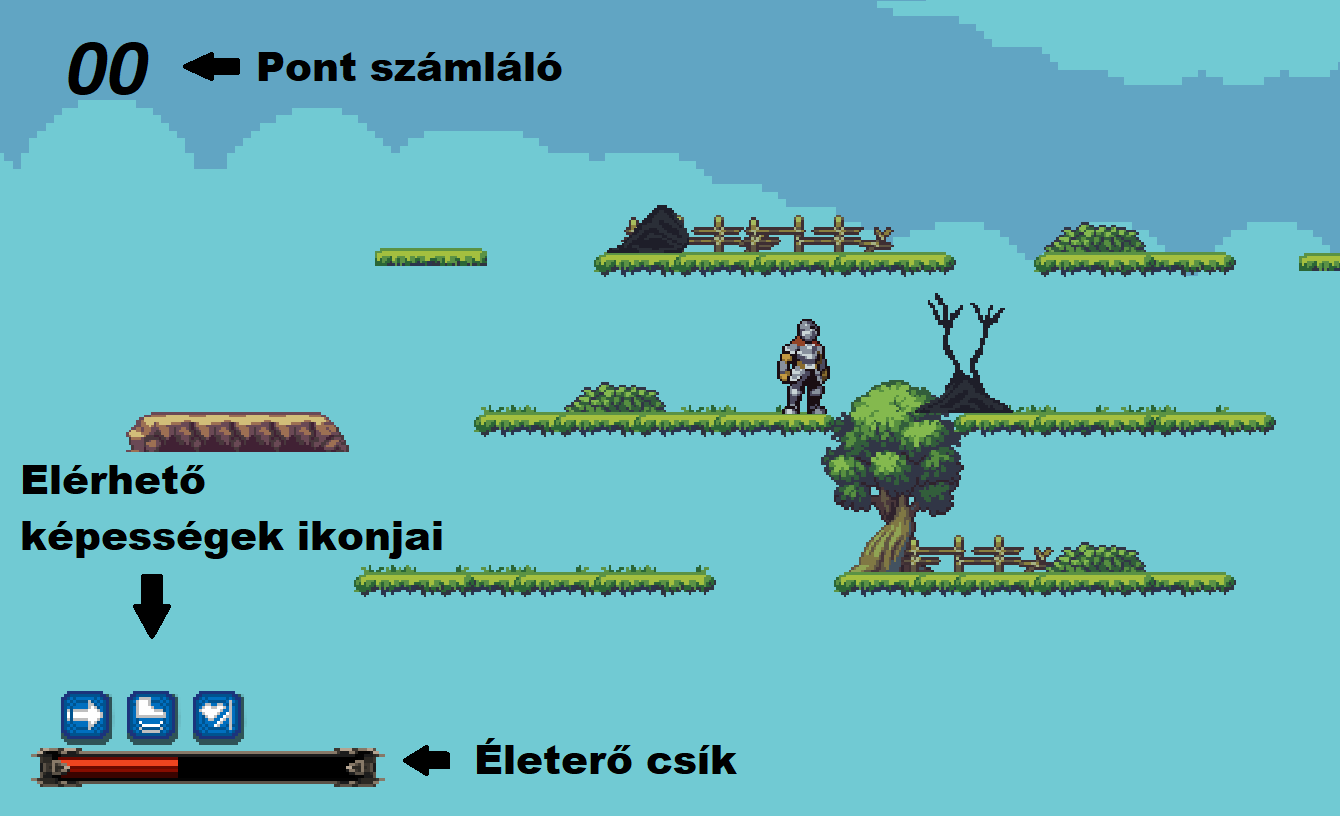 00
Pont számláló
Elérhető
képességek ikonjai
Életerő csík